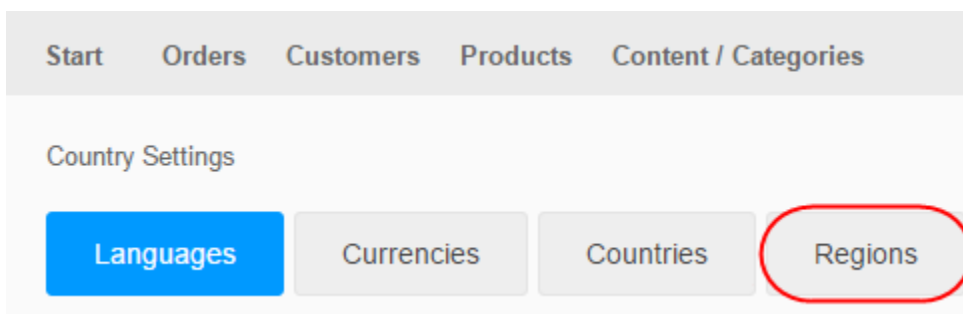 Start Orders Customers Products Content / Categories
Country Settings
Languages Currencies Countries Regions